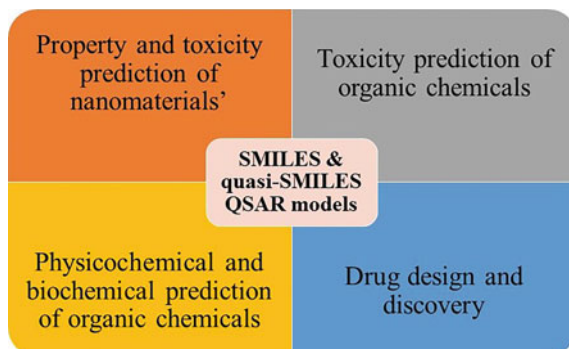 Property and toxicity
prediction of
nanomaterials’
Toxicity prediction of
organic chemicals
SMILES &
quasi-SMILES
QSAR models
Physicochemical and
biochemical prediction
of organic chemicals
Drug design and
discovery